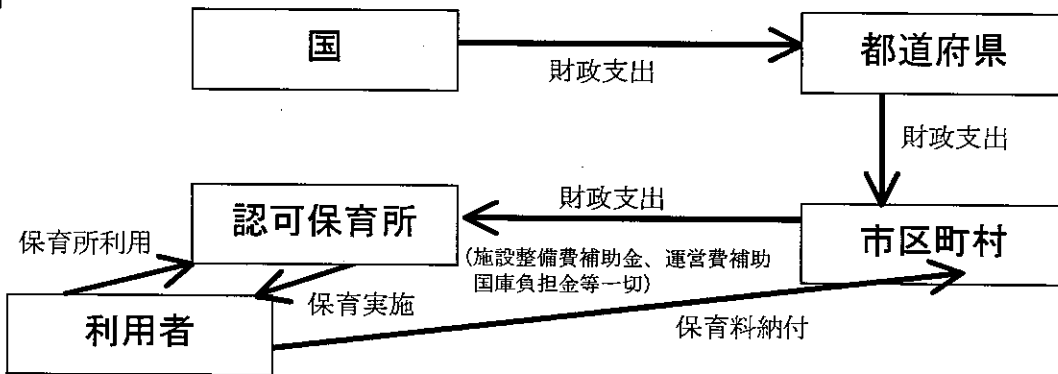 国
都道府県
財政支出
財政支出
認可保育所
財政支出
市区町村
保育所利用
(施設整備費補助金、運営費補助
国庫負担金等一切)
保育実施
利用者
保育料納付